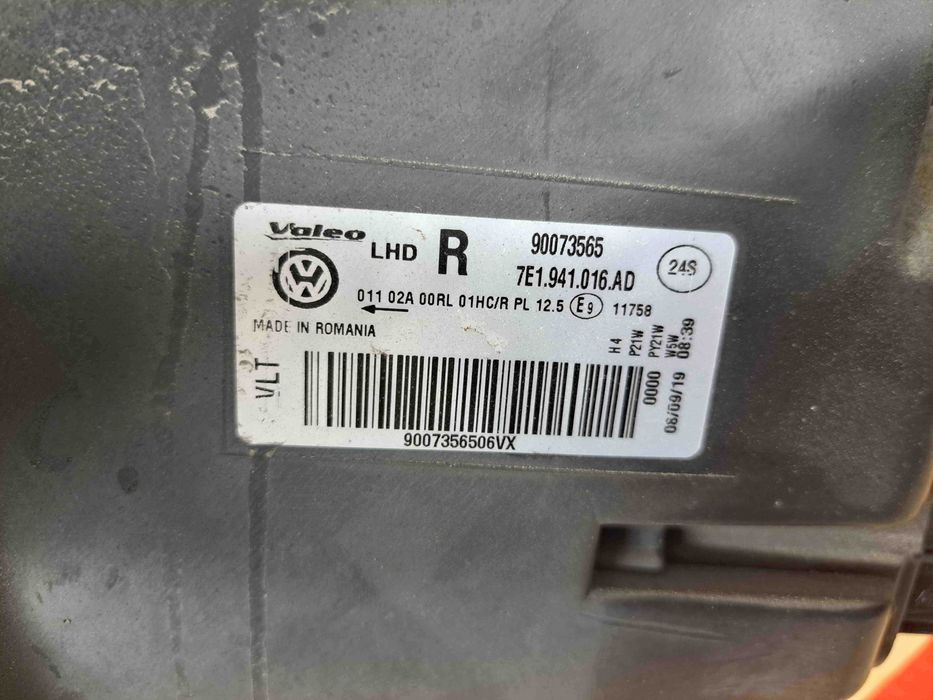 Valeo
LHD R
90073565
7E1.941.016.AD
24S
011 02A 00RL 01HC/R PL 12.5 E9 11758
MADE IN ROMANIA
VLT
H4
P21W
PY21W
W5W
0000
08/09/19 08:39
9007356506VX